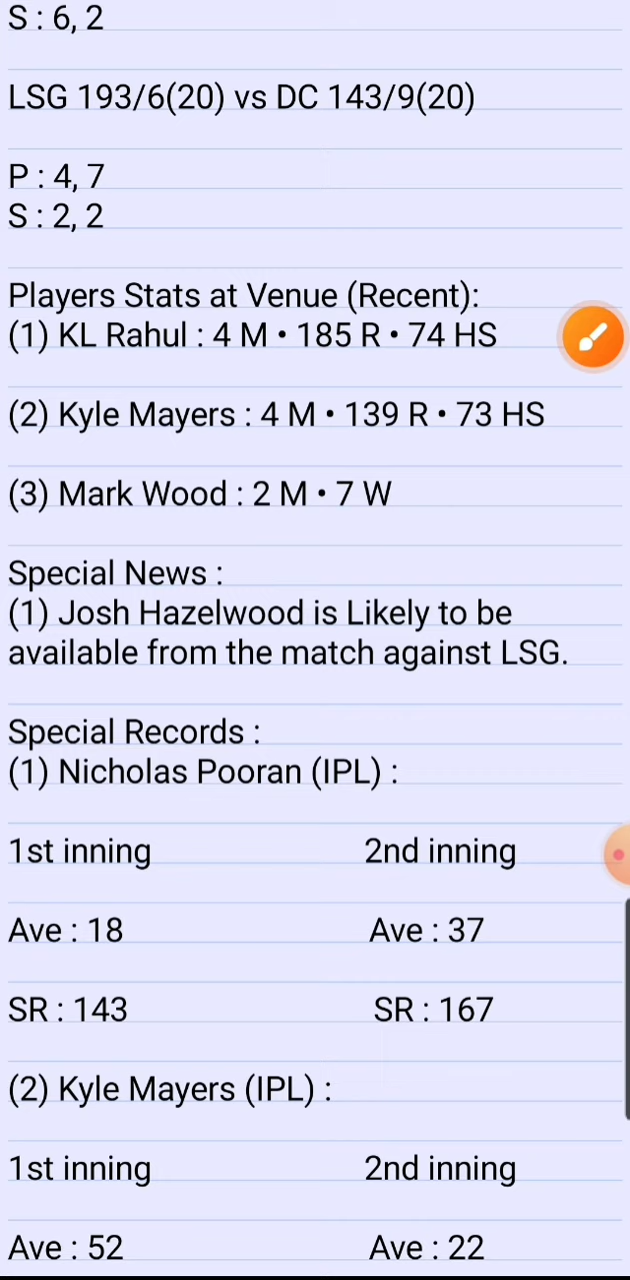 S : 6, 2
LSG 193/6(20) vs DC 143/9(20)
P : 4, 7
S : 2, 2
Players Stats at Venue (Recent):
(1) KL Rahul : 4 M • 185 R • 74 HS
(2) Kyle Mayers : 4 M • 139 R • 73 HS
(3) Mark Wood : 2 M • 7 W
Special News :
(1) Josh Hazelwood is Likely to be
available from the match against LSG.
Special Records :
(1) Nicholas Pooran (IPL) :
1st inning 2nd inning
Ave : 18 Ave : 37
SR : 143 SR : 167
(2) Kyle Mayers (IPL) :
1st inning 2nd inning
Ave : 52 Ave : 22